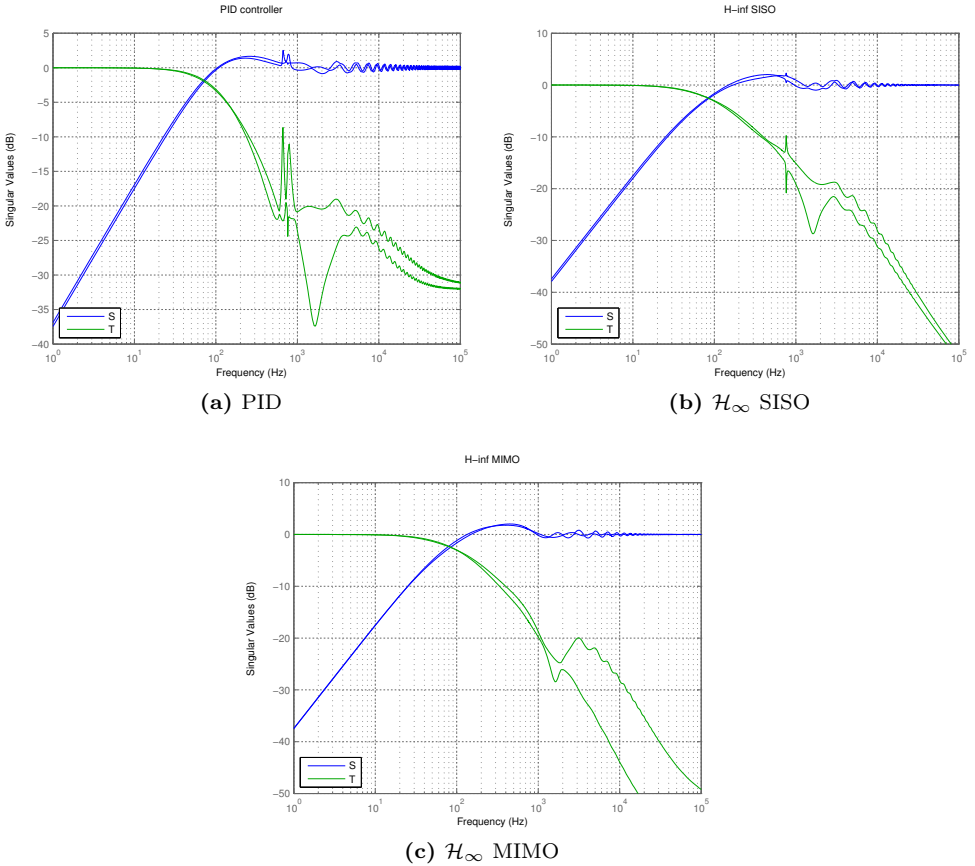 PID controller
5
0
−5
−10
−15
−20
−25
−30
−35
−40
Singular Values (dB)
S
T
10^0
10^1
10^2
10^3
10^4
10^5
Frequency (Hz)
(a) PID
H−inf SISO
10
0
−10
−20
−30
−40
−50
Singular Values (dB)
S
T
10^0
10^1
10^2
10^3
10^4
10^5
Frequency (Hz)
(b) ℋ∞ SISO
H−inf MIMO
10
0
−10
−20
−30
−40
−50
Singular Values (dB)
S
T
10^0
10^1
10^2
10^3
10^4
10^5
Frequency (Hz)
(c) ℋ∞ MIMO